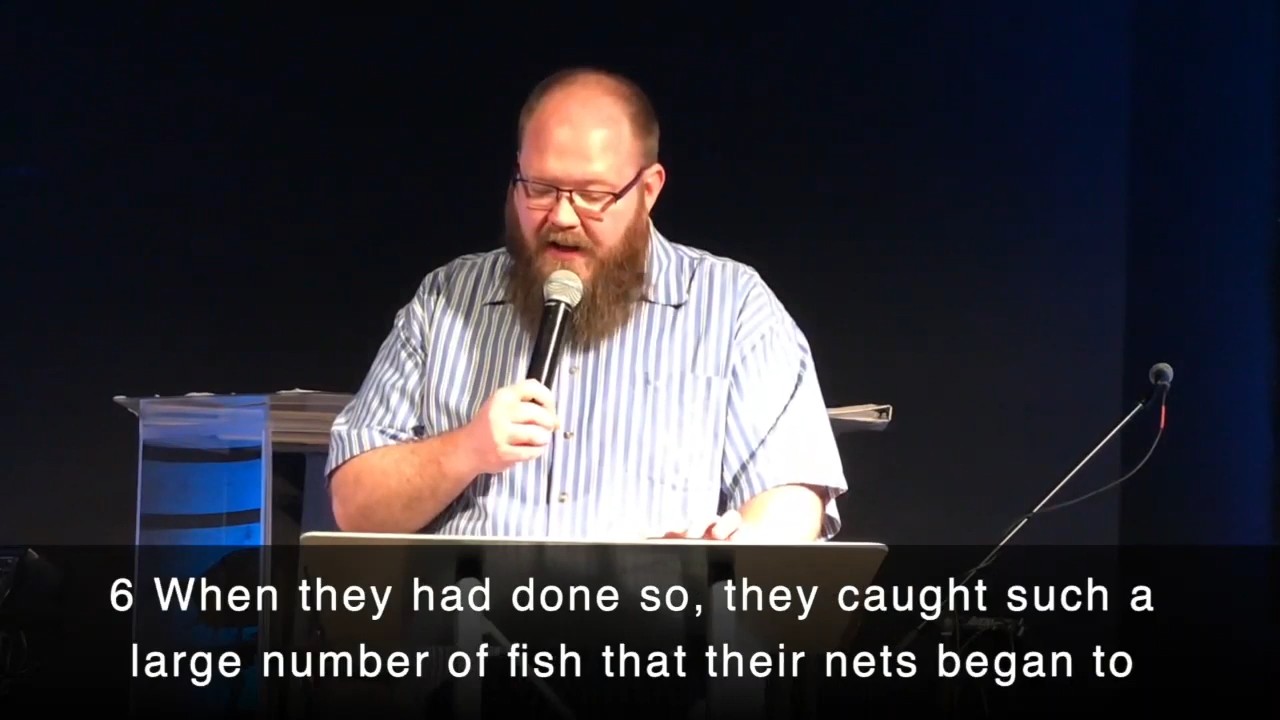 6 When they had done so, they caught such a
large number of fish that their nets began to